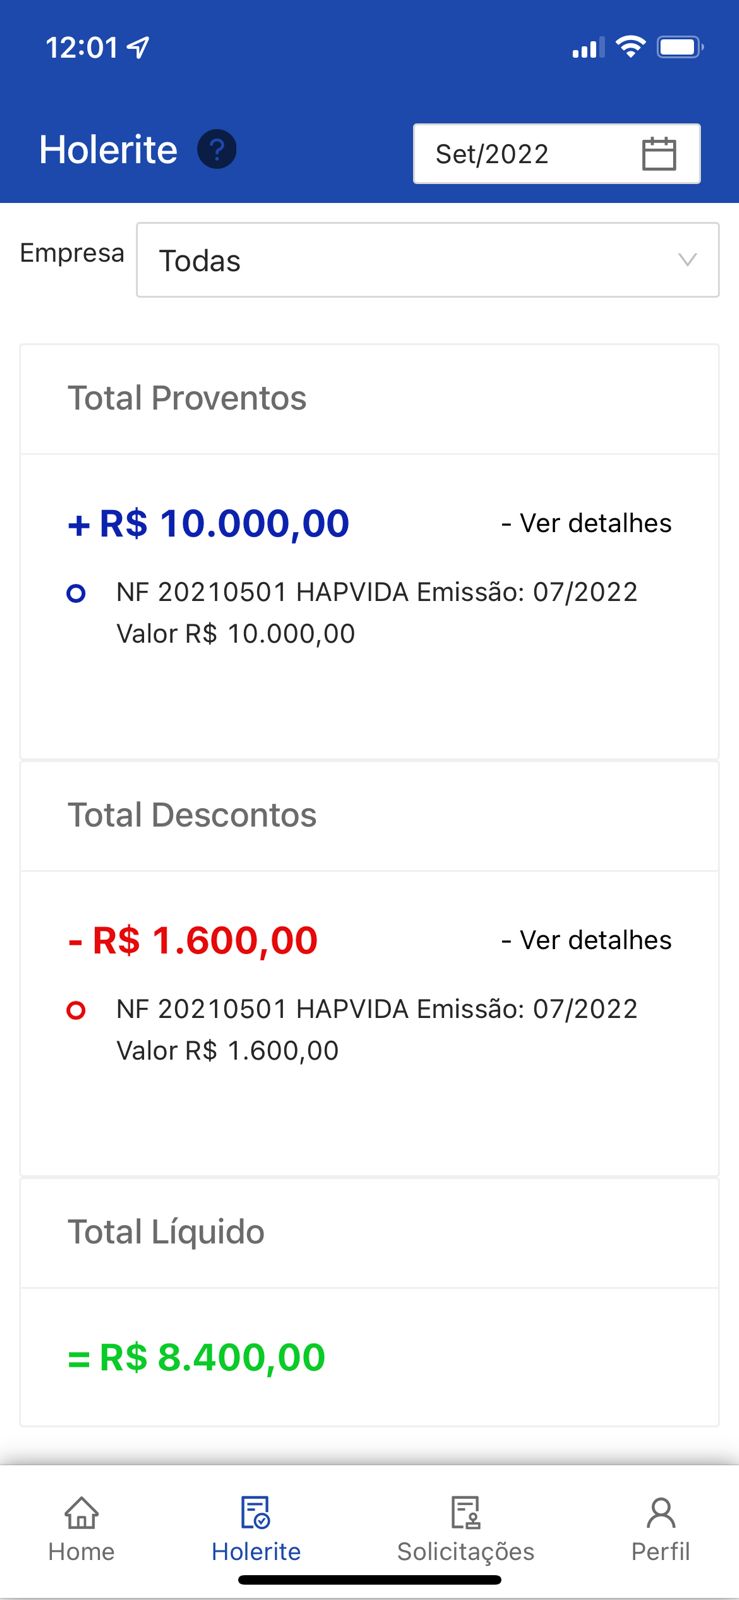 12:01
Holerite ?
Set/2022
Empresa
Todas
Total Proventos
+ R$ 10.000,00
- Ver detalhes
NF 20210501 HAPVIDA Emissão: 07/2022
Valor R$ 10.000,00
Total Descontos
- R$ 1.600,00
- Ver detalhes
NF 20210501 HAPVIDA Emissão: 07/2022
Valor R$ 1.600,00
Total Líquido
= R$ 8.400,00
Home
Holerite
Solicitações
Perfil